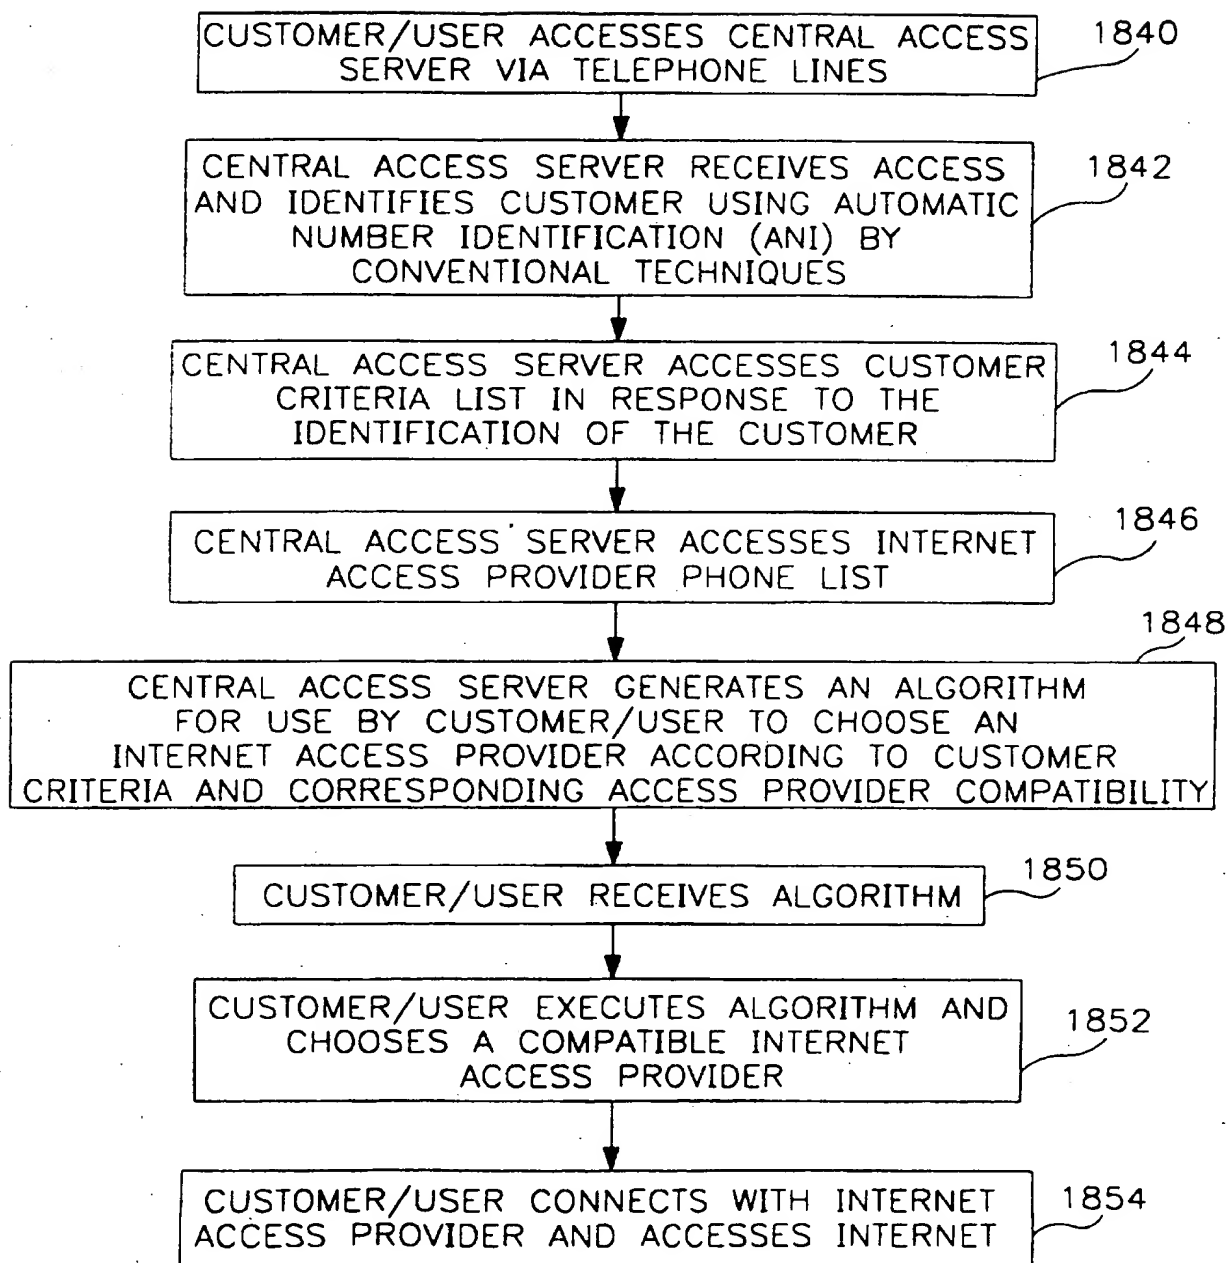 CUSTOMER/USER ACCESSES CENTRAL ACCESS
SERVER VIA TELEPHONE LINES
1840
CENTRAL ACCESS SERVER RECEIVES ACCESS
AND IDENTIFIES CUSTOMER USING AUTOMATIC
NUMBER IDENTIFICATION (ANI) BY
CONVENTIONAL TECHNIQUES
1842
CENTRAL ACCESS SERVER ACCESSES CUSTOMER
CRITERIA LIST IN RESPONSE TO THE
IDENTIFICATION OF THE CUSTOMER
1844
CENTRAL ACCESS SERVER ACCESSES INTERNET
ACCESS PROVIDER PHONE LIST
1846
CENTRAL ACCESS SERVER GENERATES AN ALGORITHM
FOR USE BY CUSTOMER/USER TO CHOOSE AN
INTERNET ACCESS PROVIDER ACCORDING TO CUSTOMER
CRITERIA AND CORRESPONDING ACCESS PROVIDER COMPATIBILITY
1848
CUSTOMER/USER RECEIVES ALGORITHM
1850
CUSTOMER/USER EXECUTES ALGORITHM AND
CHOOSES A COMPATIBLE INTERNET
ACCESS PROVIDER
1852
CUSTOMER/USER CONNECTS WITH INTERNET
ACCESS PROVIDER AND ACCESSES INTERNET
1854